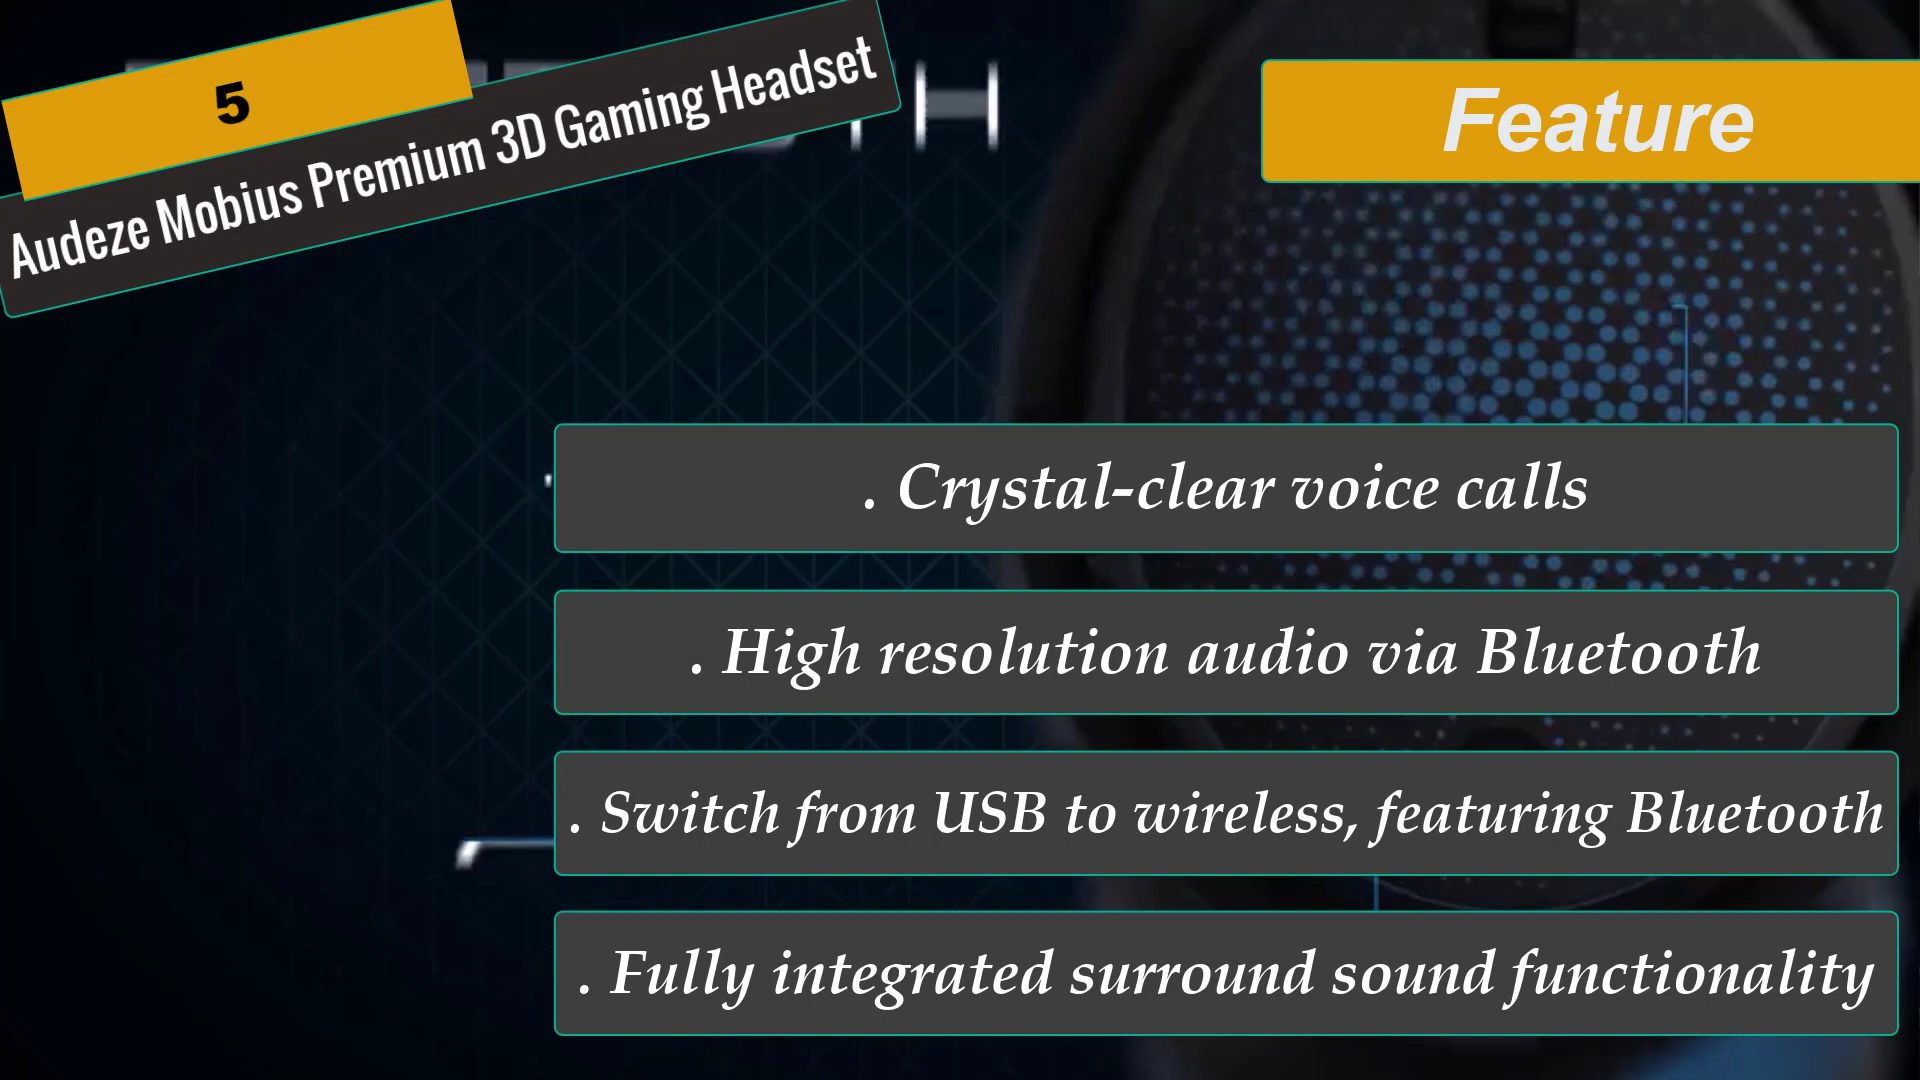 5
Audeze Mobius Premium 3D Gaming Headset
Feature
. Crystal-clear voice calls
. High resolution audio via Bluetooth
. Switch from USB to wireless, featuring Bluetooth
. Fully integrated surround sound functionality